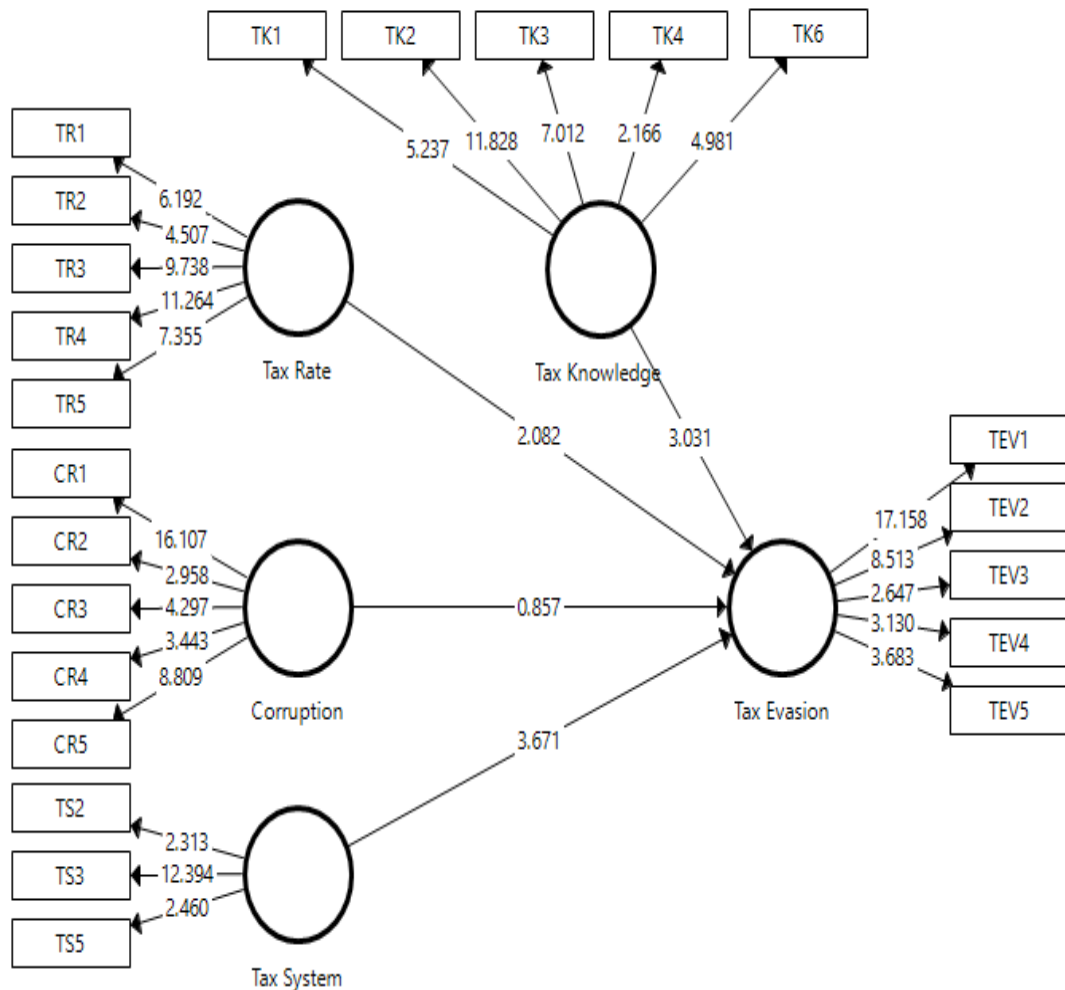 TK1
TK2
TK3
TK4
TK6
5.237
11.828
7.012
2.166
4.981
TR1
TR2
TR3
TR4
TR5
6.192
4.507
9.738
11.264
7.355
Tax Rate
Tax Knowledge
2.082
3.031
CR1
CR2
CR3
CR4
CR5
16.107
2.958
4.297
3.443
8.809
Corruption
0.857
TEV1
TEV2
TEV3
TEV4
TEV5
17.158
8.513
2.647
3.130
3.683
Tax Evasion
3.671
TS2
TS3
TS5
2.313
12.394
2.460
Tax System